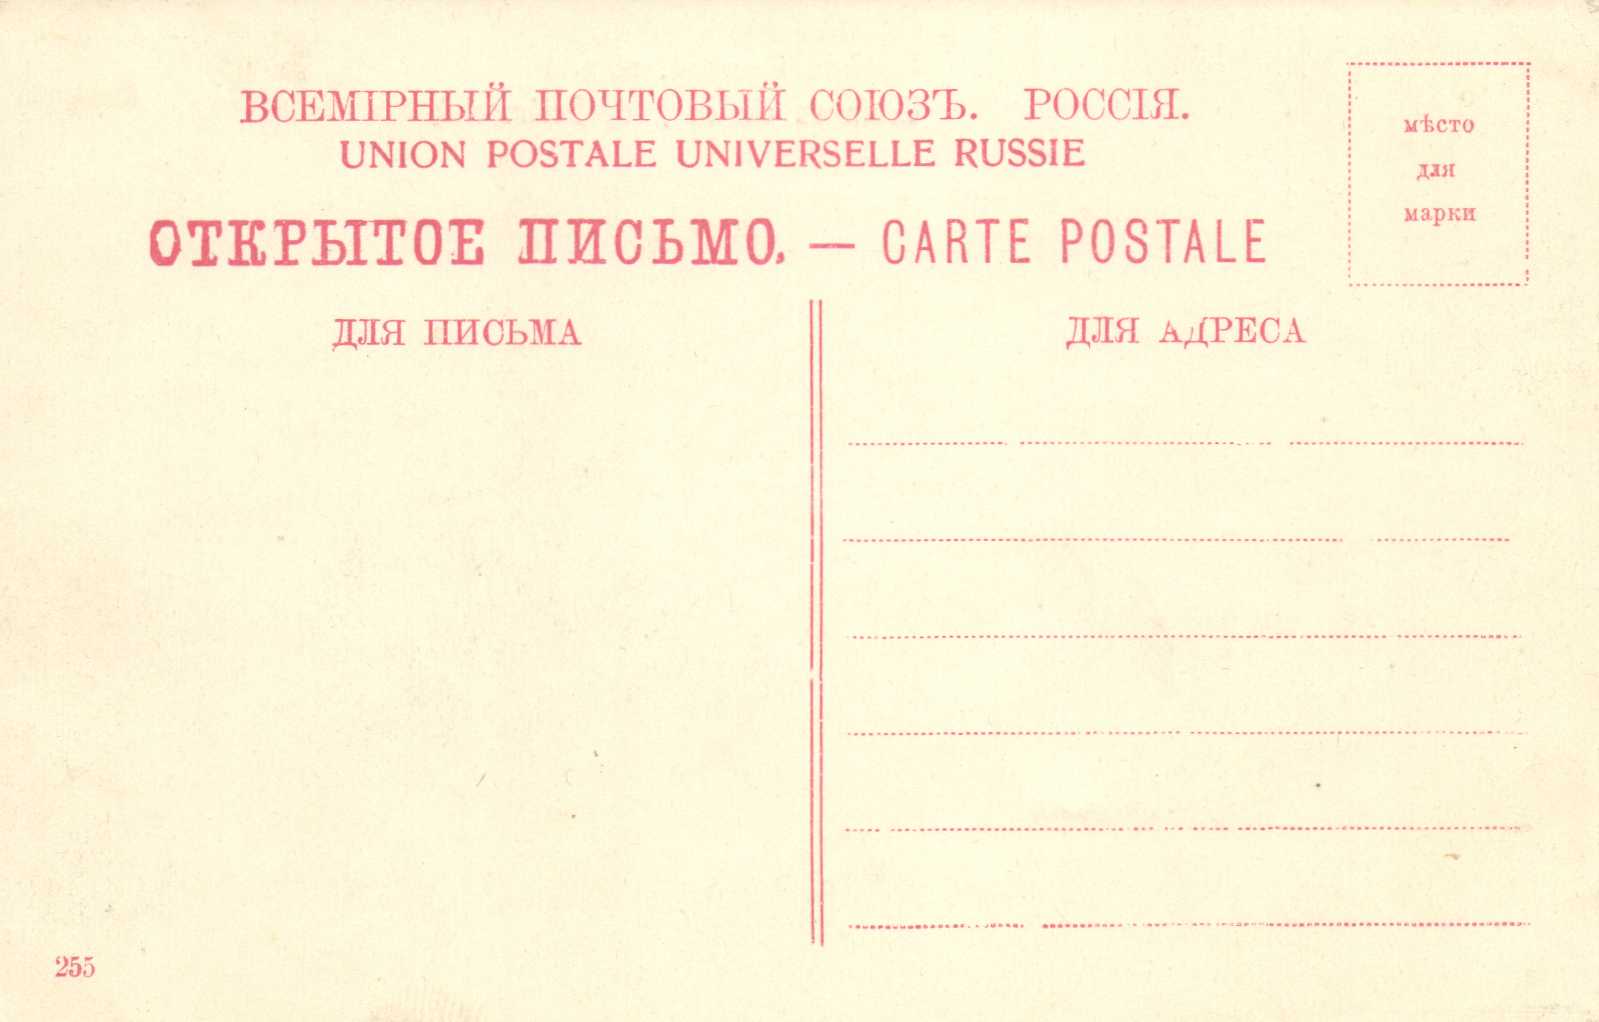 ВСЕМІРНЫЙ ПОЧТОВЫЙ СОЮЗЪ. РОССІЯ.
UNION POSTALE UNIVERSELLE RUSSIE
ОТКРЫТОЕ ПИСЬМО. — CARTE POSTALE
мѣсто
для
марки
ДЛЯ ПИСЬМА
ДЛЯ АДРЕСА
255